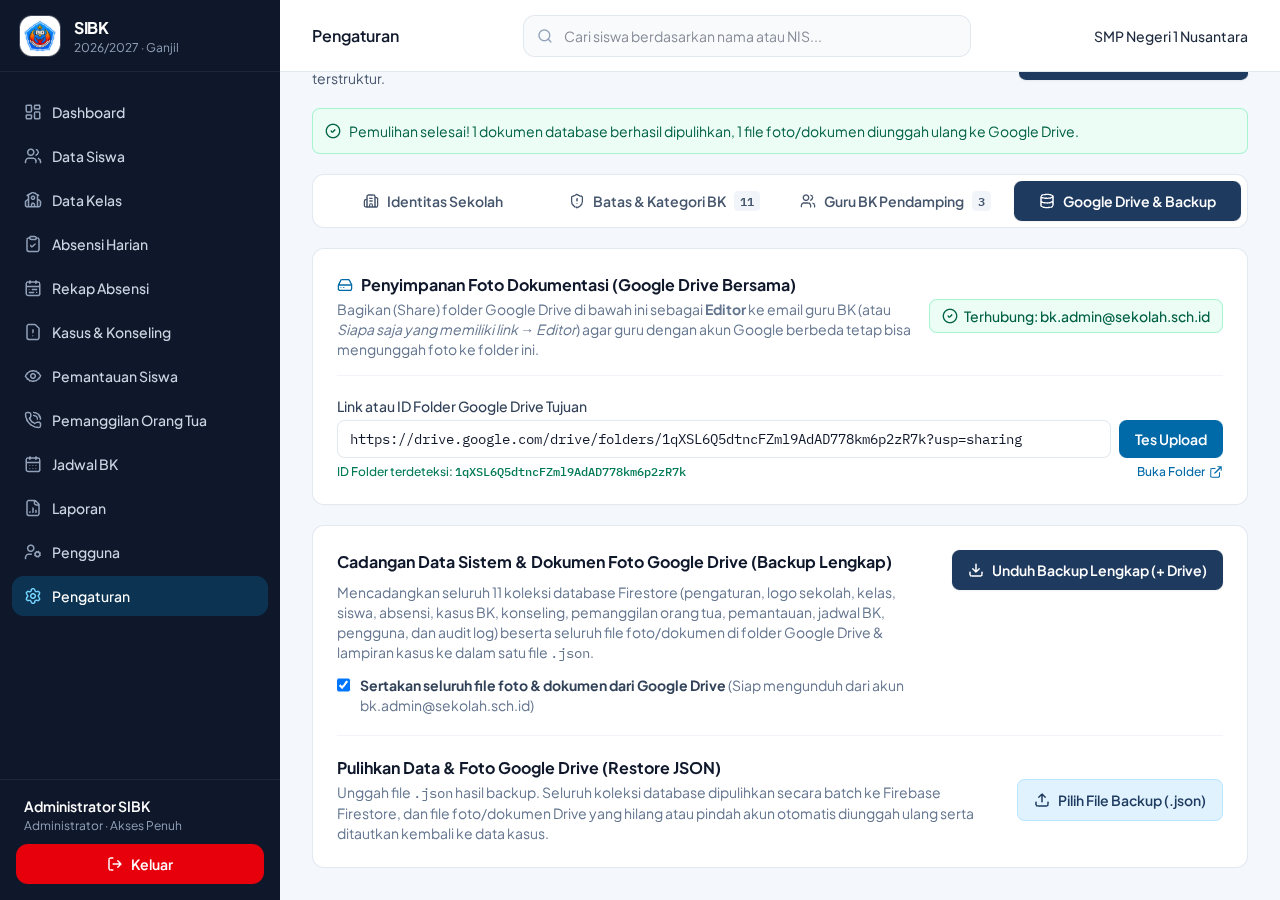 SIBK
2026/2027 · Ganjil
Dashboard
Data Siswa
Data Kelas
Absensi Harian
Rekap Absensi
Kasus & Konseling
Pemantauan Siswa
Pemanggilan Orang Tua
Jadwal BK
Laporan
Pengguna
Pengaturan
Administrator SIBK
Administrator · Akses Penuh
Keluar
Pengaturan
Cari siswa berdasarkan nama atau NIS...
SMP Negeri 1 Nusantara
terstruktur.
Pemulihan selesai! 1 dokumen database berhasil dipulihkan, 1 file foto/dokumen diunggah ulang ke Google Drive.
Identitas Sekolah
Batas & Kategori BK 11
Guru BK Pendamping 3
Google Drive & Backup
Penyimpanan Foto Dokumentasi (Google Drive Bersama)
Bagikan (Share) folder Google Drive di bawah ini sebagai Editor ke email guru BK (atau
Siapa saja yang memiliki link → Editor) agar guru dengan akun Google berbeda tetap bisa
mengunggah foto ke folder ini.
Terhubung: bk.admin@sekolah.sch.id
Link atau ID Folder Google Drive Tujuan
https://drive.google.com/drive/folders/1qXSL6Q5dtncFZml9AdAD778km6p2zR7k?usp=sharing
Tes Upload
ID Folder terdeteksi: 1qXSL6Q5dtncFZml9AdAD778km6p2zR7k
Buka Folder
Cadangan Data Sistem & Dokumen Foto Google Drive (Backup Lengkap)
Unduh Backup Lengkap (+ Drive)
Mencadangkan seluruh 11 koleksi database Firestore (pengaturan, logo sekolah, kelas,
siswa, absensi, kasus BK, konseling, pemanggilan orang tua, pemantauan, jadwal BK,
pengguna, dan audit log) beserta seluruh file foto/dokumen di folder Google Drive &
lampiran kasus ke dalam satu file .json.
Sertakan seluruh file foto & dokumen dari Google Drive (Siap mengunduh dari akun
bk.admin@sekolah.sch.id)
Pulihkan Data & Foto Google Drive (Restore JSON)
Unggah file .json hasil backup. Seluruh koleksi database dipulihkan secara batch ke Firebase
Firestore, dan file foto/dokumen Drive yang hilang atau pindah akun otomatis diunggah ulang serta
ditautkan kembali ke data kasus.
Pilih File Backup (.json)